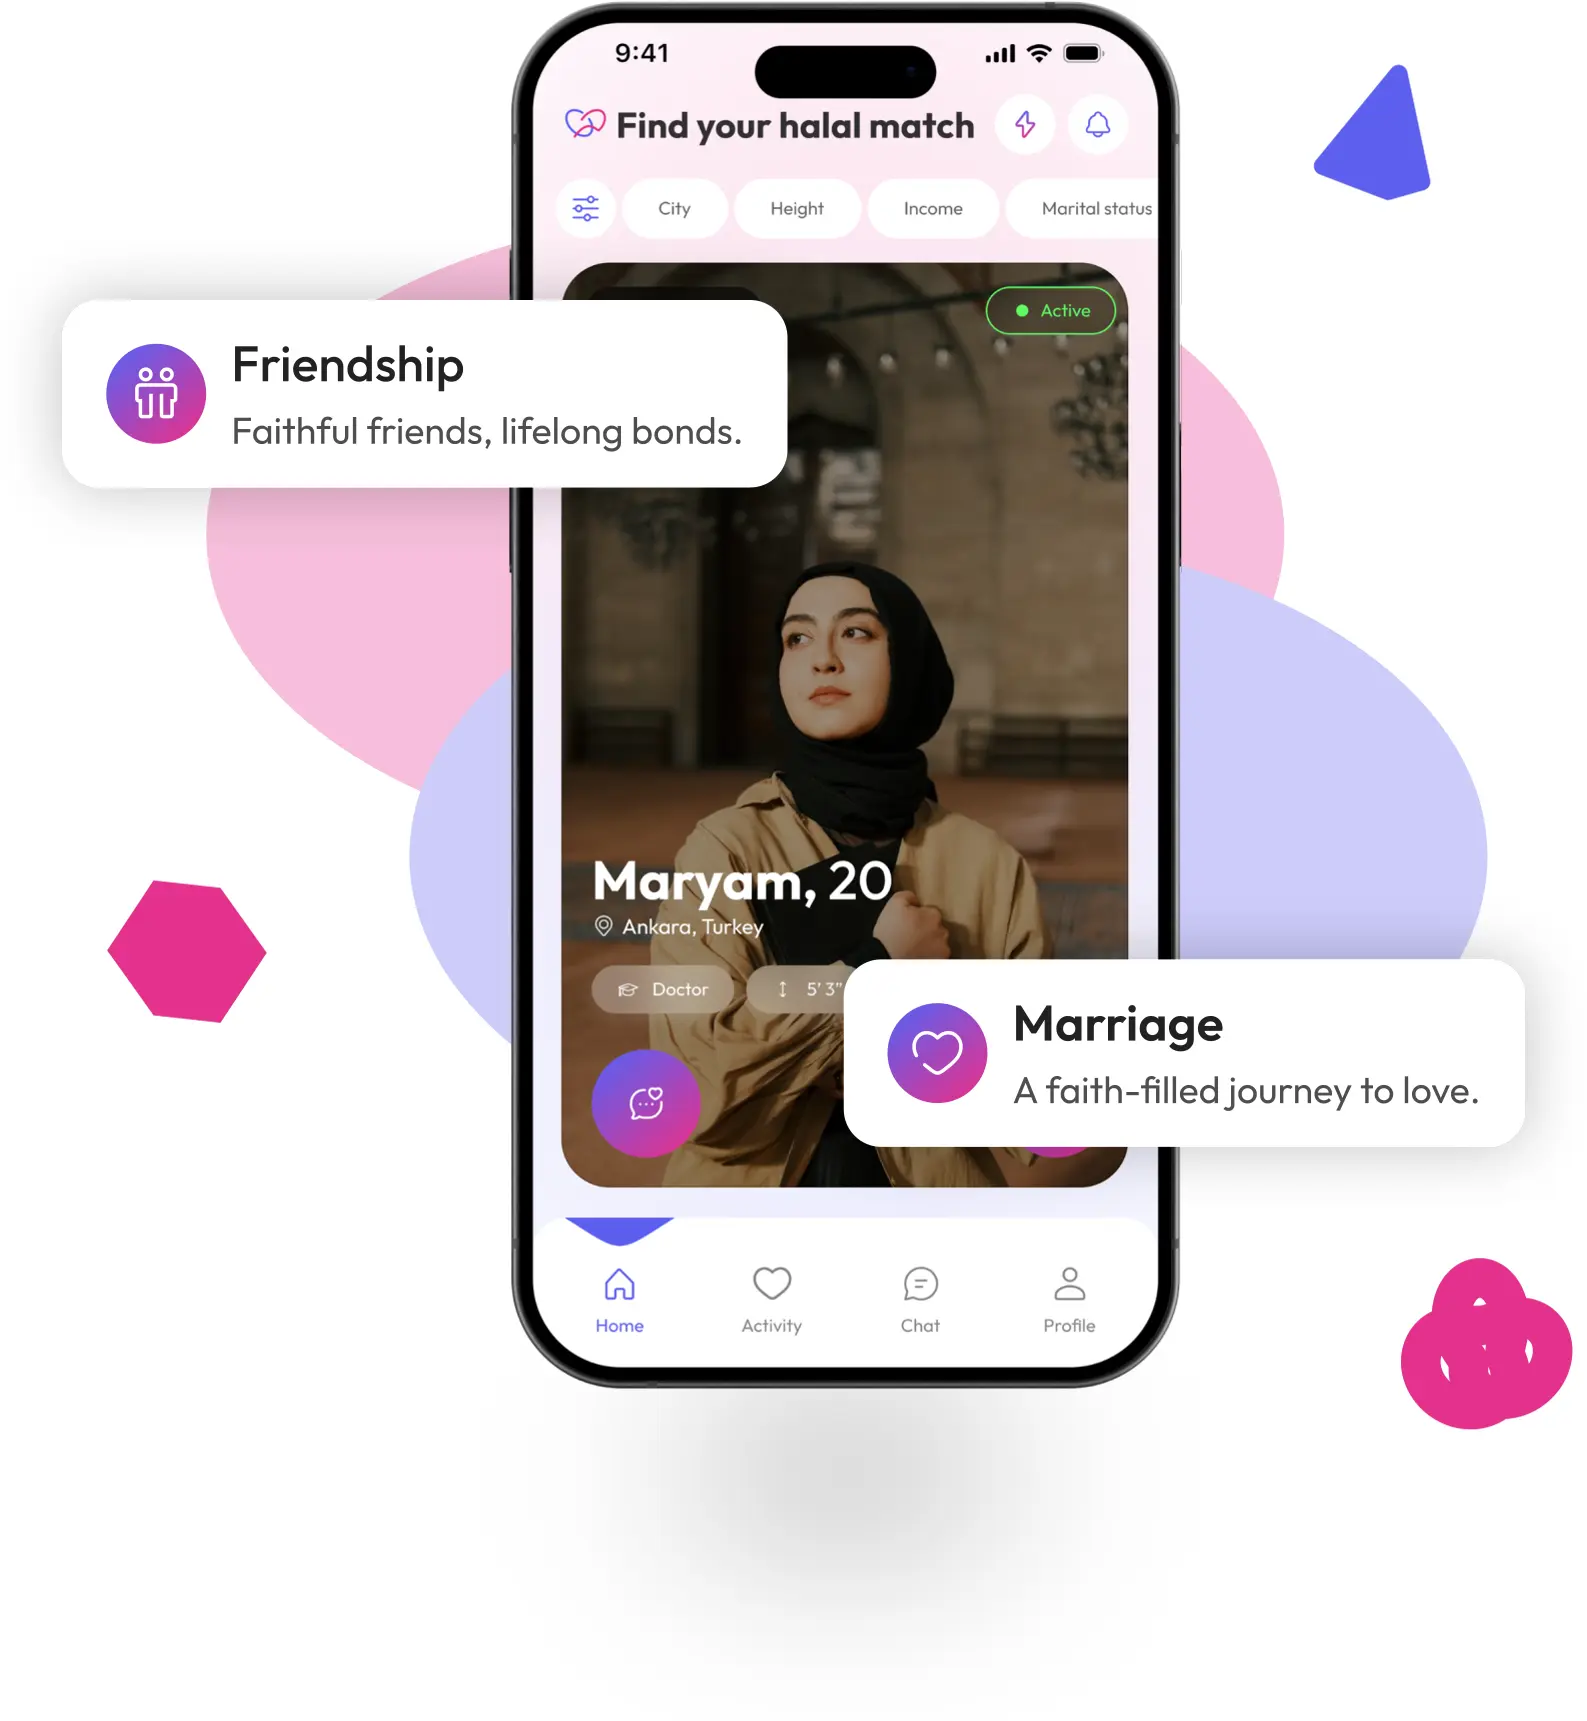 9:41
Find your halal match
City
Height
Income
Marital status
Active
Friendship
Faithful friends, lifelong bonds.
Maryam, 20
Ankara, Turkey
Doctor
5' 3"
Marriage
A faith-filled journey to love.
Home
Activity
Chat
Profile